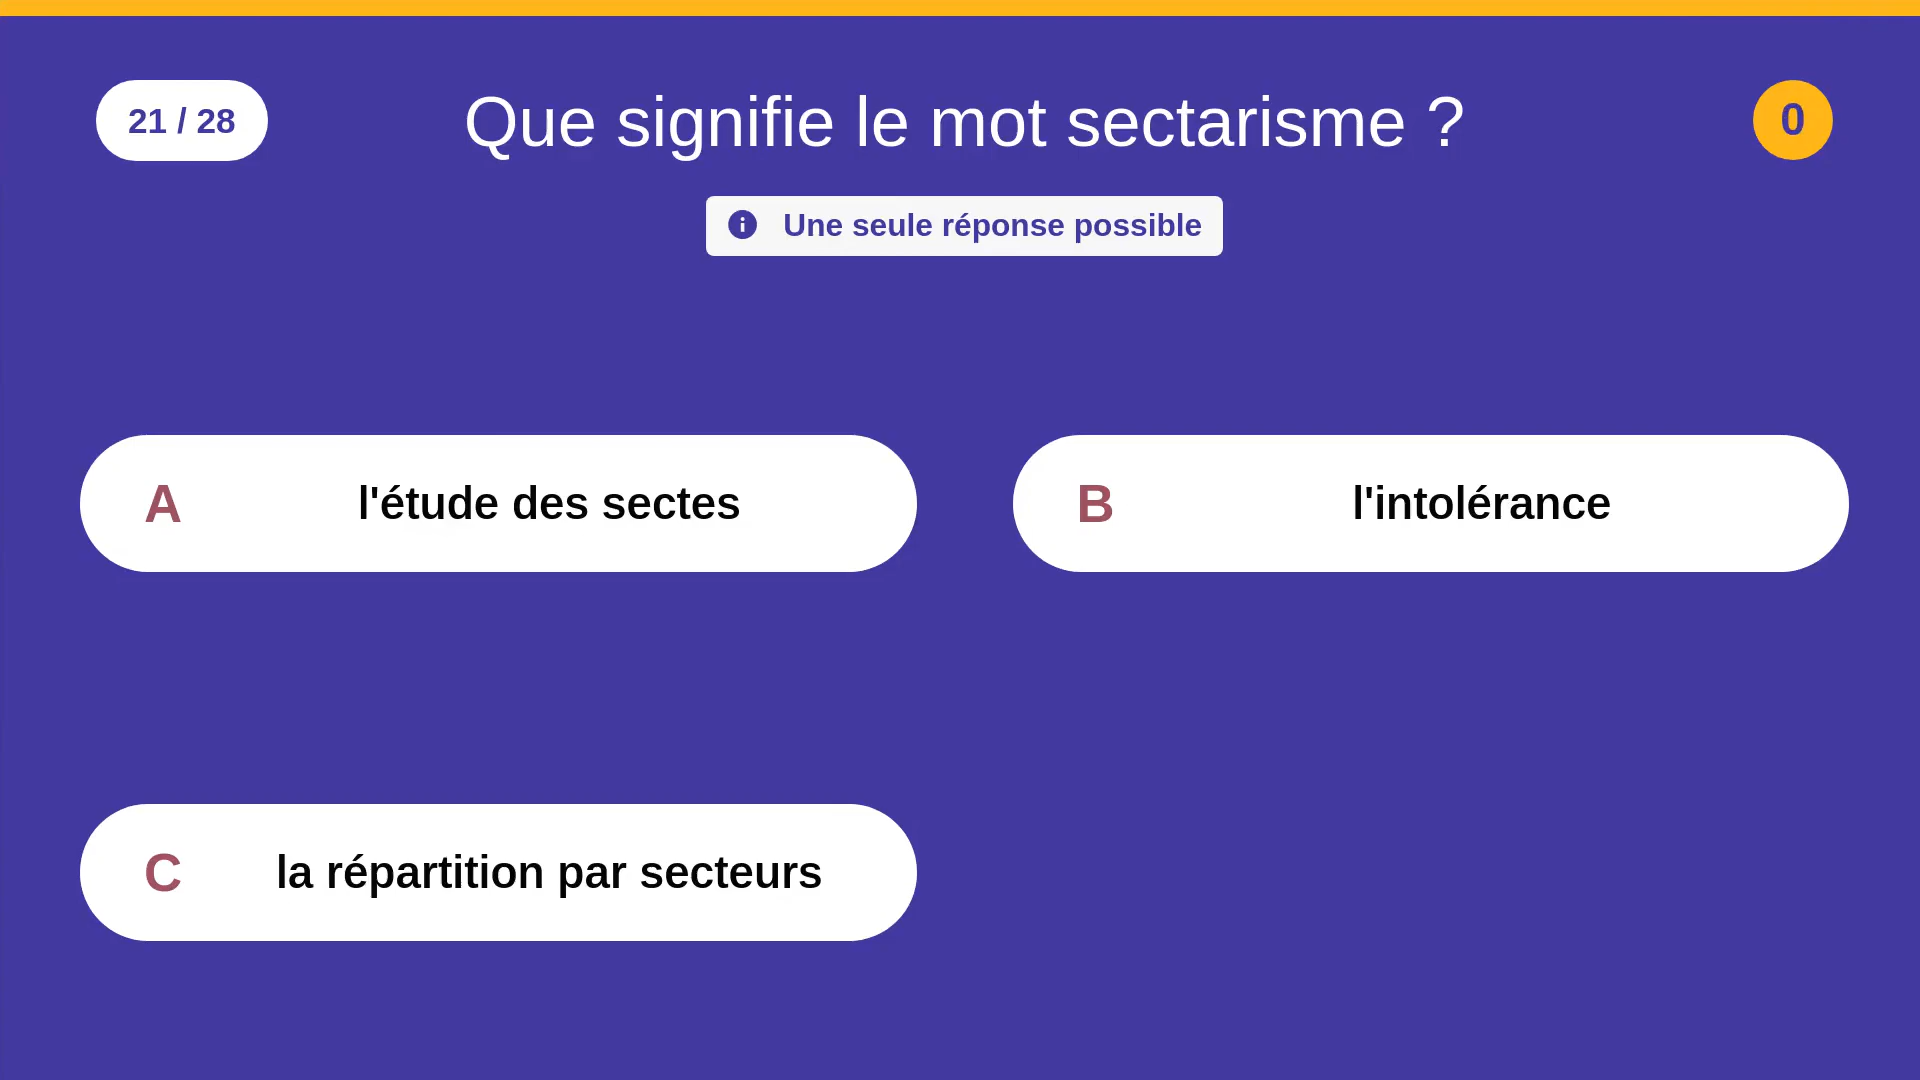 21 / 28
Que signifie le mot sectarisme ?
0
Une seule réponse possible
A
l'étude des sectes
B
l'intolérance
C
la répartition par secteurs